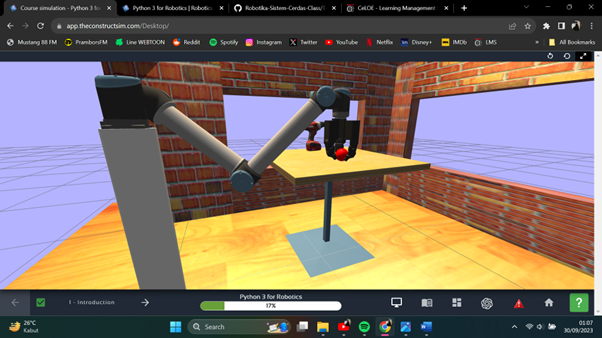 Course simulation - Python 3 for
Python 3 for Robotics | Robotics
Robotika-Sistem-Cerdas-Class/
CeLOE - Learning Management
app.theconstructsim.com/Desktop/
Mustang 88 FM
PramborsFM
Line WEBTOON
Reddit
Spotify
Instagram
Twitter
YouTube
Netflix
Disney+
IMDb
LMS
»
All Bookmarks
Python 3 for Robotics
1 - Introduction
17%
?
26°C
Kabut
Search
01:07
30/09/2023